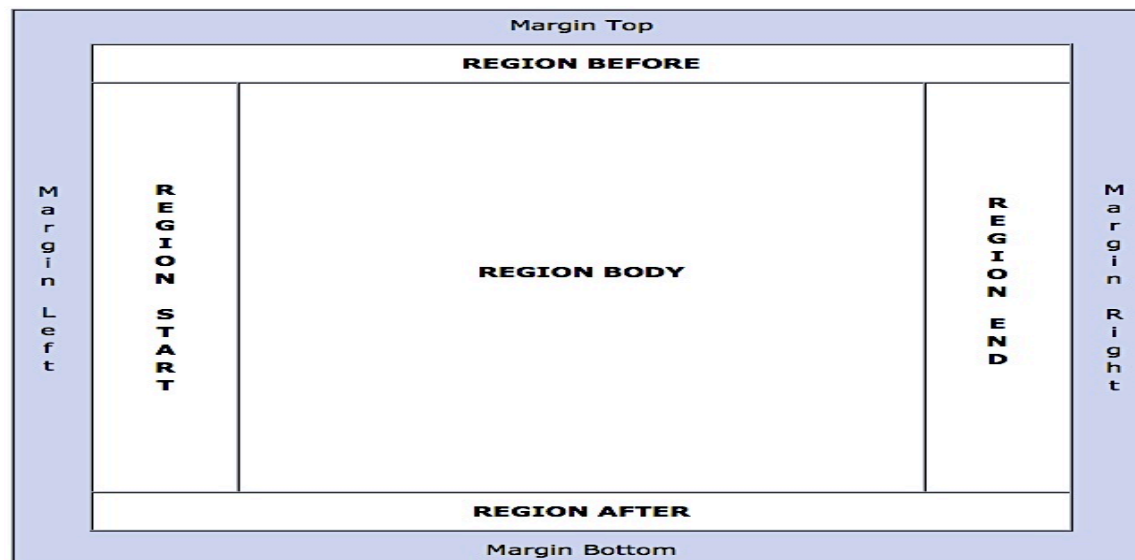 Margin Top
REGION BEFORE
Margin Left
REGION START
REGION BODY
REGION END
Margin Right
REGION AFTER
Margin Bottom